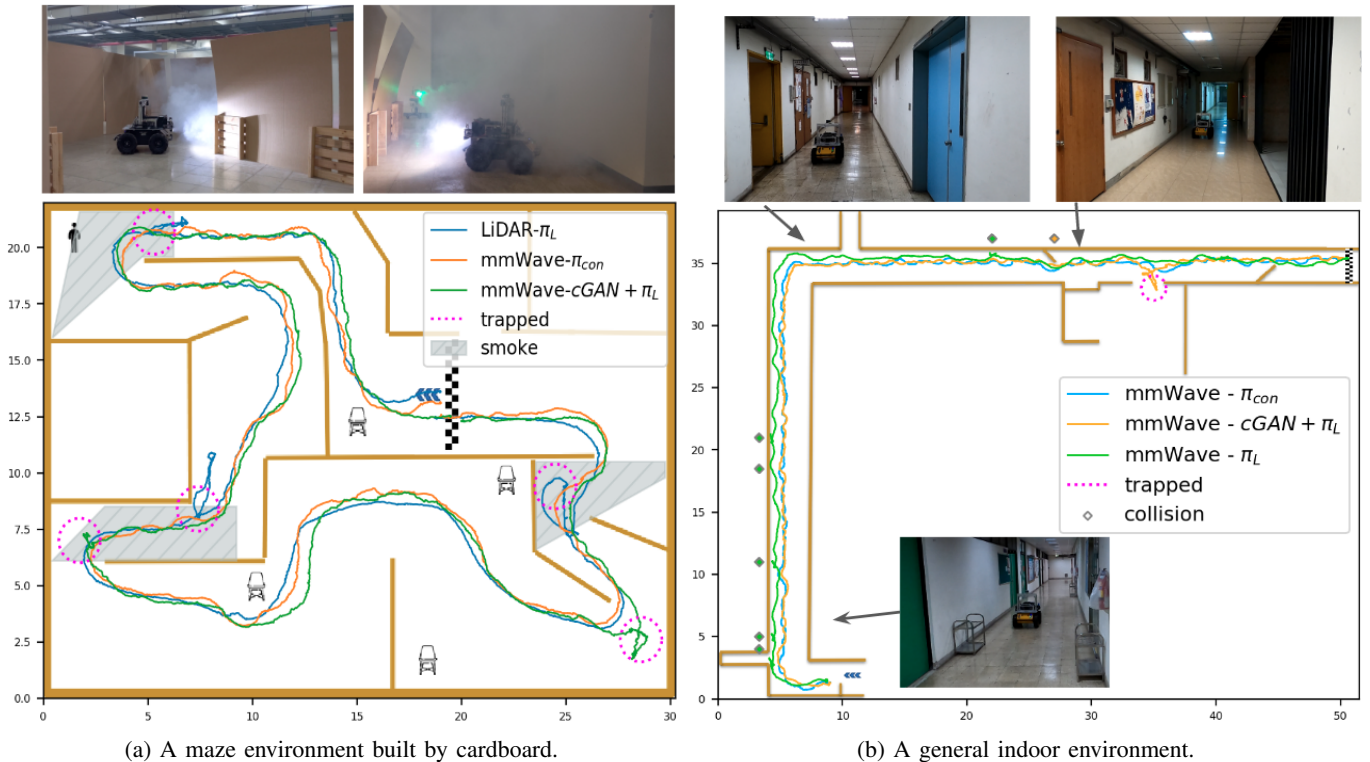 20.0
17.5
15.0
12.5
10.0
7.5
5.0
2.5
0.0
0
5
10
15
20
25
30
LiDAR-π_L
mmWave-π_con
mmWave-cGAN + π_L
trapped
smoke
35
30
25
20
15
10
5
0
0
10
20
30
40
50
mmWave - π_con
mmWave - cGAN + π_L
mmWave - π_L
trapped
collision
(a) A maze environment built by cardboard.
(b) A general indoor environment.